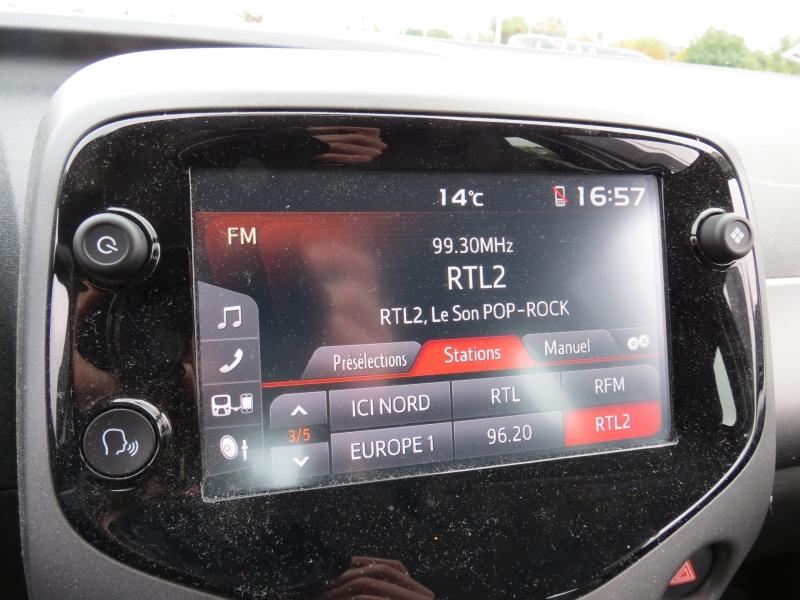 14°C 16:57
FM
99.30MHz
RTL2
RTL2, Le Son POP-ROCK
Présélections Stations Manuel
ICI NORD RTL RFM
3/5
EUROPE 1 96.20 RTL2